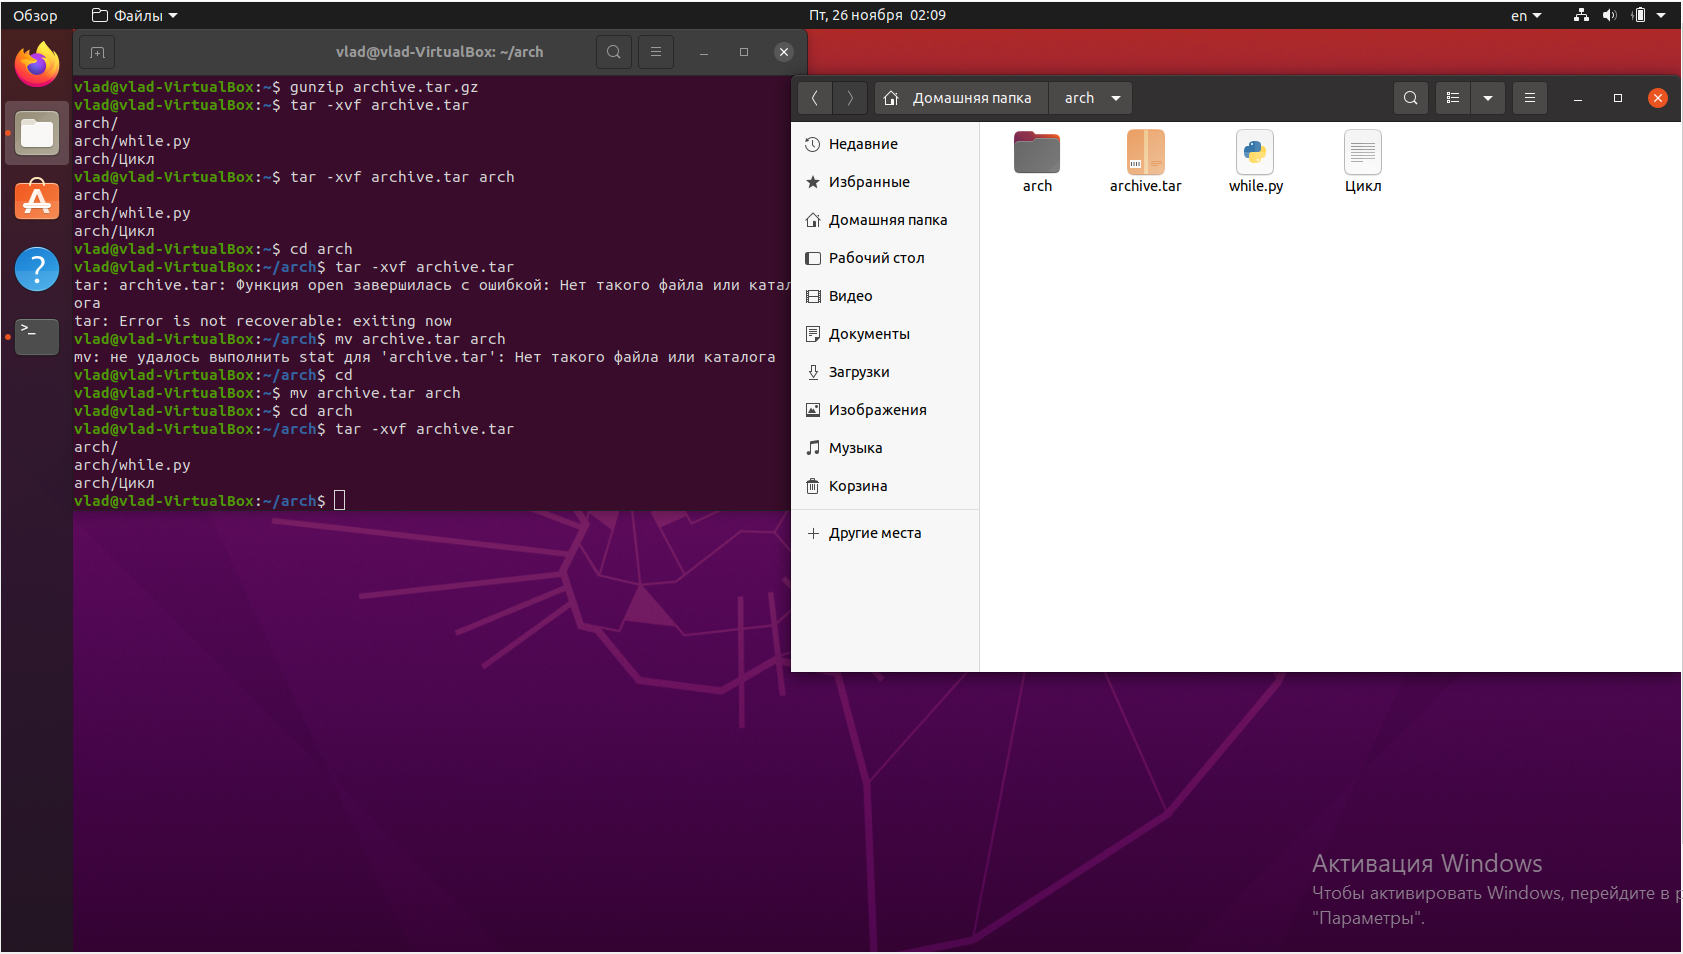 Обзор
Файлы
Пт, 26 ноября 02:09
en
vlad@vlad-VirtualBox: ~/arch
vlad@vlad-VirtualBox:~$ gunzip archive.tar.gz
vlad@vlad-VirtualBox:~$ tar -xvf archive.tar
arch/
arch/while.py
arch/Цикл
vlad@vlad-VirtualBox:~$ tar -xvf archive.tar arch
arch/
arch/while.py
arch/Цикл
vlad@vlad-VirtualBox:~$ cd arch
vlad@vlad-VirtualBox:~/arch$ tar -xvf archive.tar
tar: archive.tar: Функция open завершилась с ошибкой: Нет такого файла или катал
ога
tar: Error is not recoverable: exiting now
vlad@vlad-VirtualBox:~/arch$ mv archive.tar arch
mv: не удалось выполнить stat для 'archive.tar': Нет такого файла или каталога
vlad@vlad-VirtualBox:~/arch$ cd
vlad@vlad-VirtualBox:~$ mv archive.tar arch
vlad@vlad-VirtualBox:~$ cd arch
vlad@vlad-VirtualBox:~/arch$ tar -xvf archive.tar
arch/
arch/while.py
arch/Цикл
vlad@vlad-VirtualBox:~/arch$
Домашняя папка
arch
Недавние
Избранные
Домашняя папка
Рабочий стол
Видео
Документы
Загрузки
Изображения
Музыка
Корзина
Другие места
arch
archive.tar
while.py
Цикл
Активация Windows
Чтобы активировать Windows, перейдите в
"Параметры".